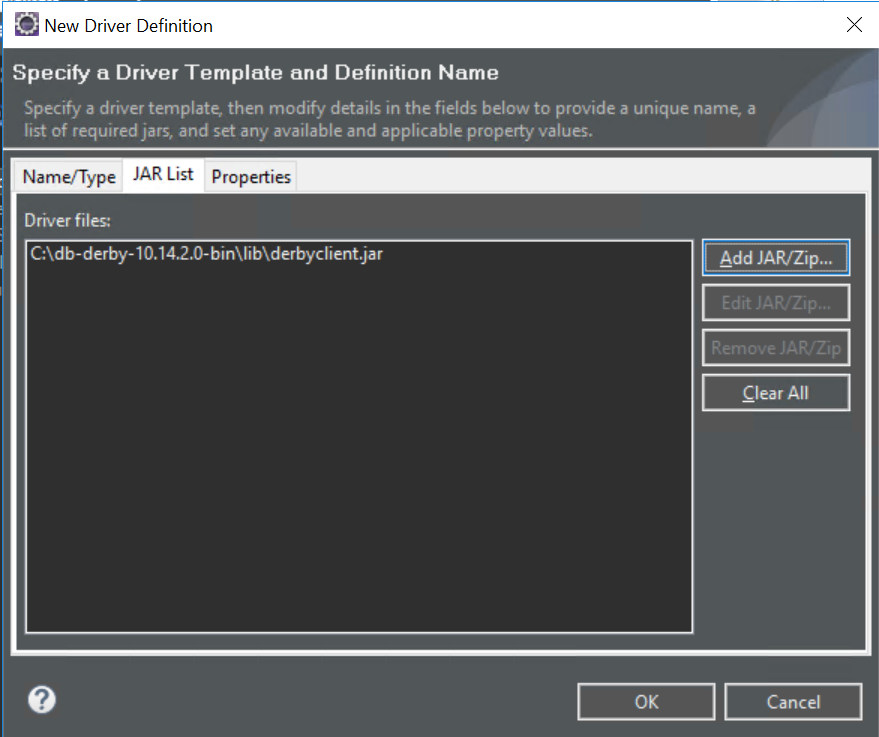 New Driver Definition
Specify a Driver Template and Definition Name
Specify a driver template, then modify details in the fields below to provide a unique name, a
list of required jars, and set any available and applicable property values.
Name/Type JAR List Properties
Driver files:
C:\db-derby-10.14.2.0-bin\lib\derbyclient.jar
Add JAR/Zip...
Edit JAR/Zip...
Remove JAR/Zip
Clear All
?
OK Cancel